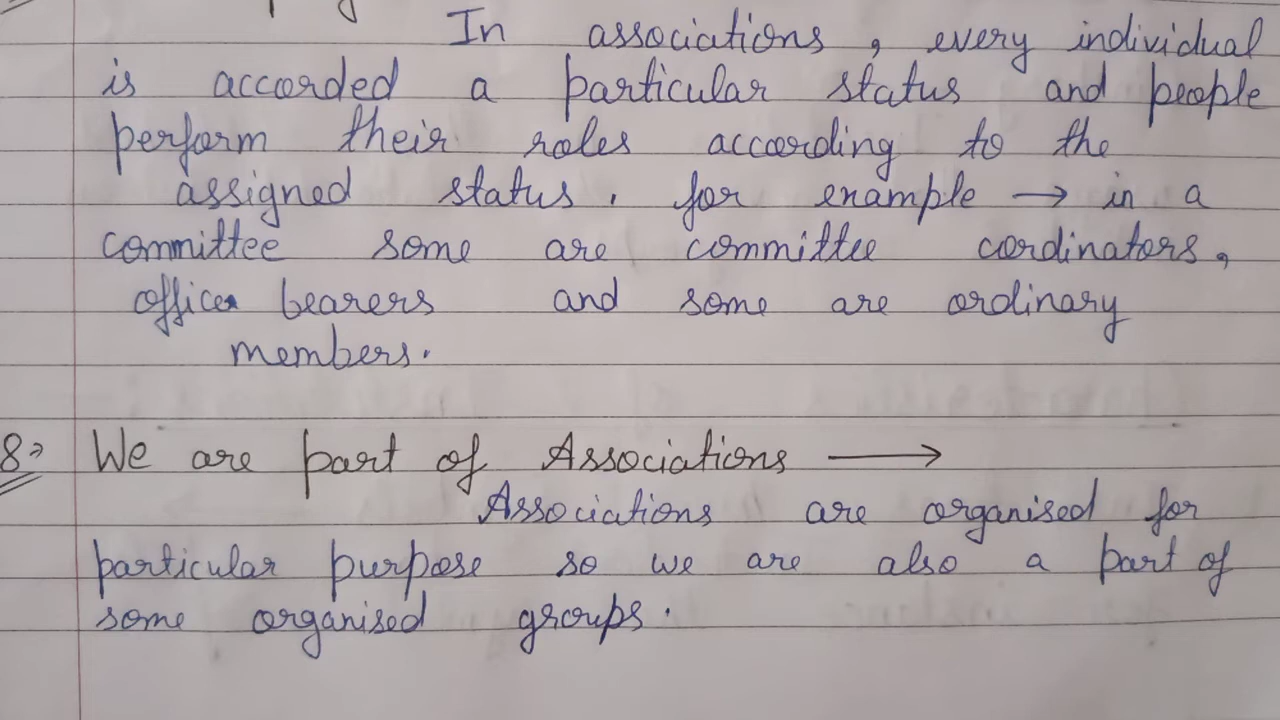 In associations, every individual
is accorded a particular status and people
perform their roles according to the
assigned status. for example → in a
committee some are committee cordinators,
office bearers and some are ordinary
members.
8⇒ We are part of Associations →
Associations are organised for
particular purpose so we are also a part of
some organised groups.